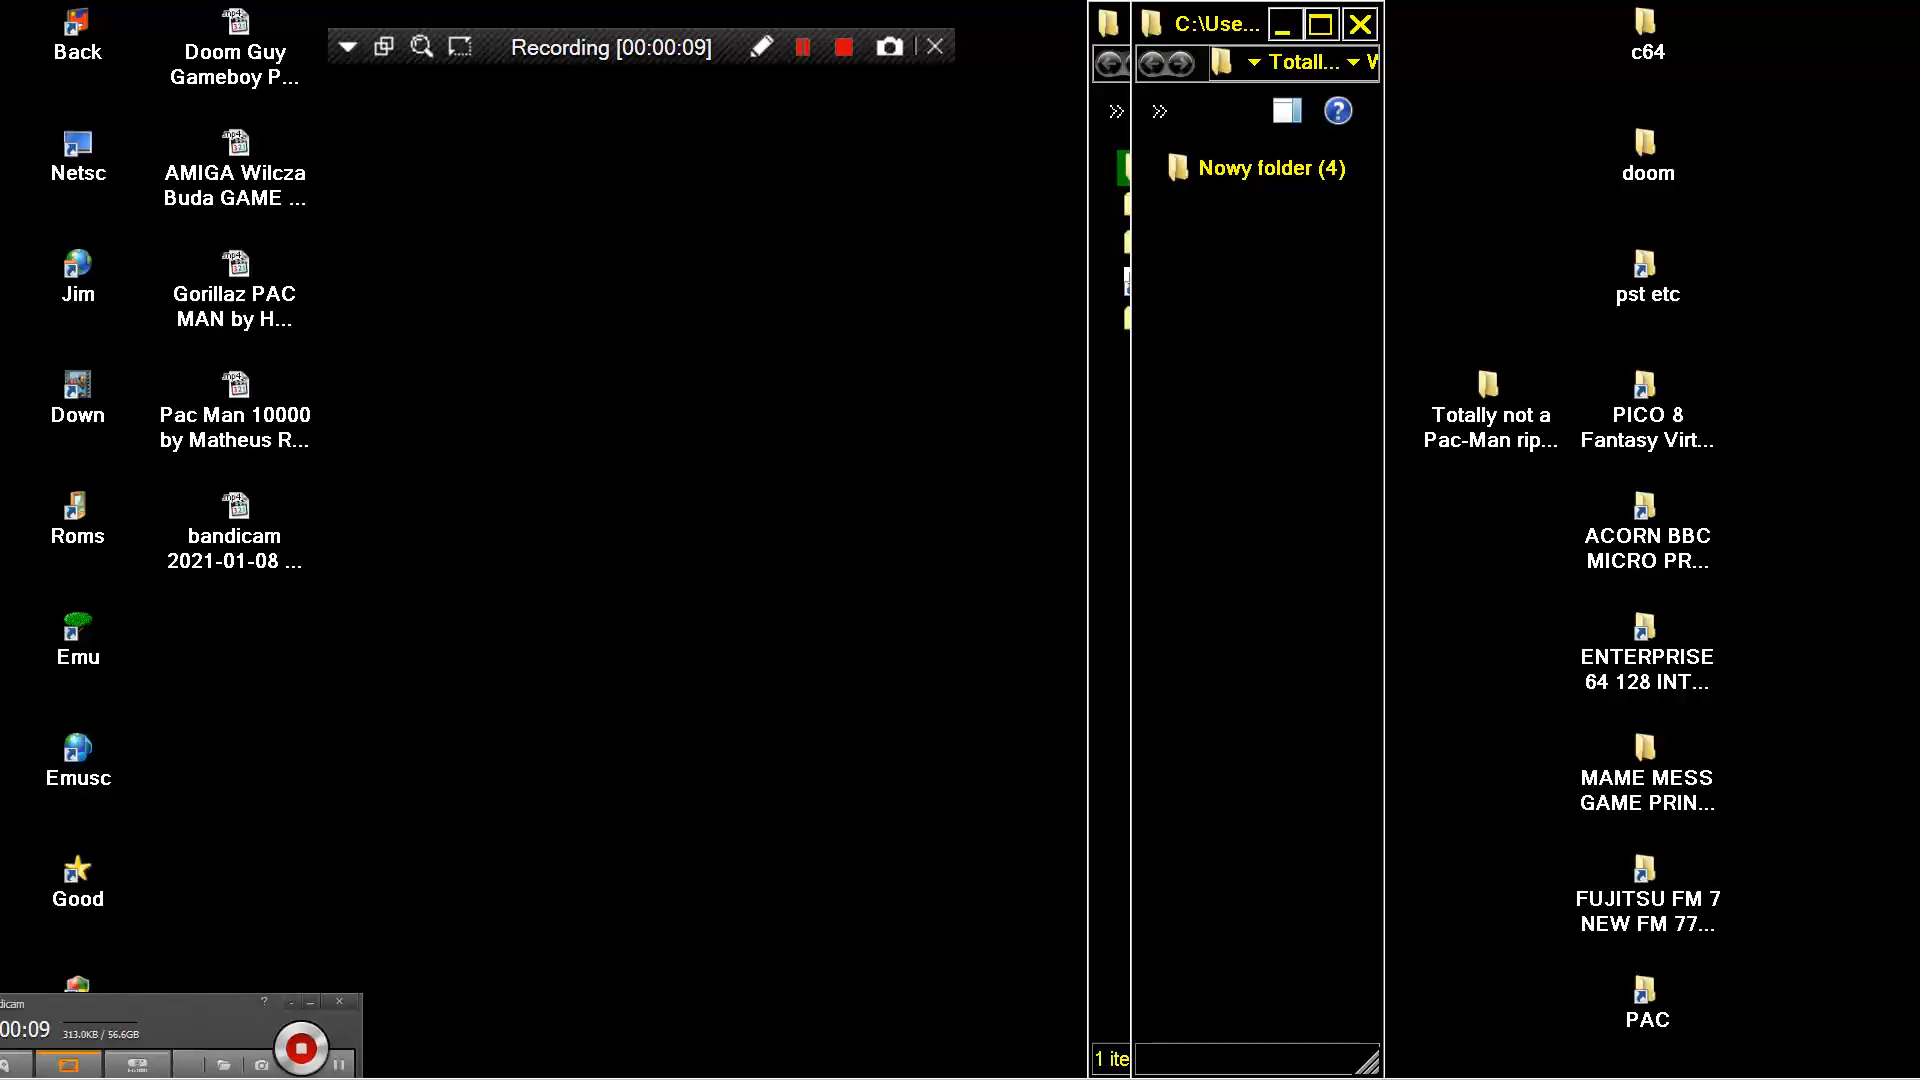 Back
Doom Guy
Gameboy P...
Netsc
AMIGA Wilcza
Buda GAME ...
Jim
Gorillaz PAC
MAN by H...
Down
Pac Man 10000
by Matheus R...
Roms
bandicam
2021-01-08 ...
Emu
Emusc
Good
Recording [00:00:09]
C:\Use...
Totall...
Nowy folder (4)
1 ite
c64
doom
pst etc
Totally not a
Pac-Man rip...
PICO 8
Fantasy Virt...
ACORN BBC
MICRO PR...
ENTERPRISE
64 128 INT...
MAME MESS
GAME PRIN...
FUJITSU FM 7
NEW FM 77...
PAC
dicam
00:09
313.0KB / 56.6GB